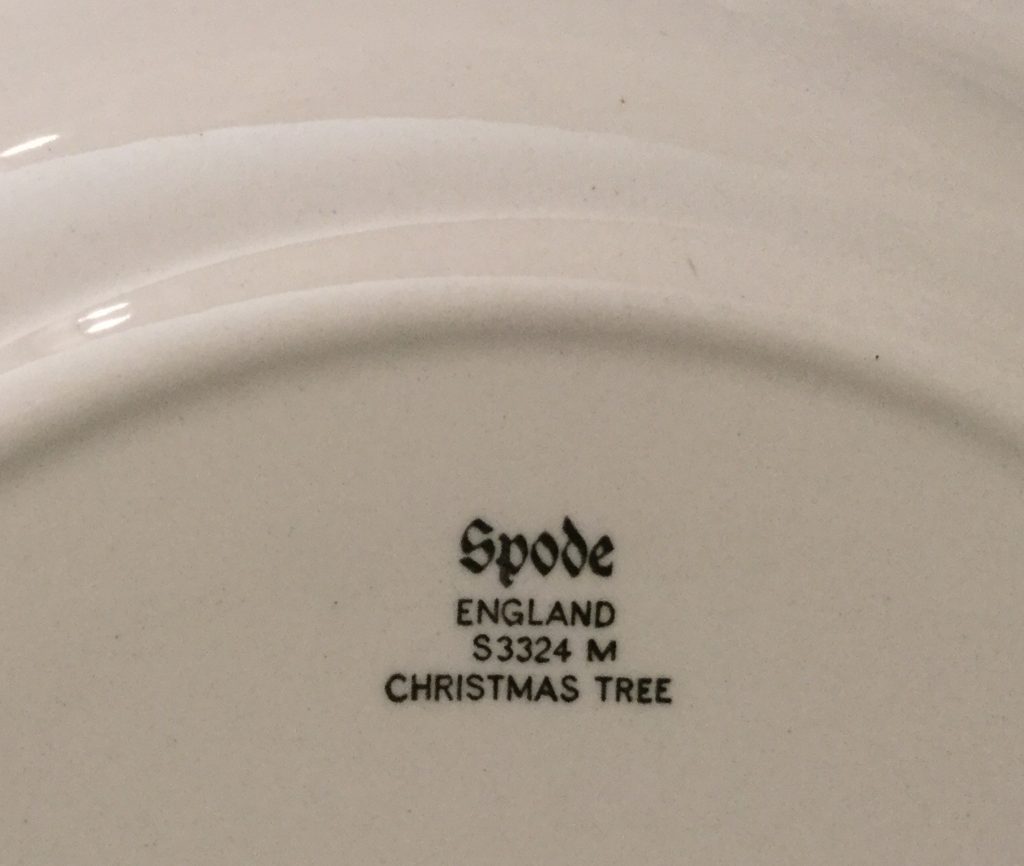 Spode
ENGLAND
S3324 M
CHRISTMAS TREE